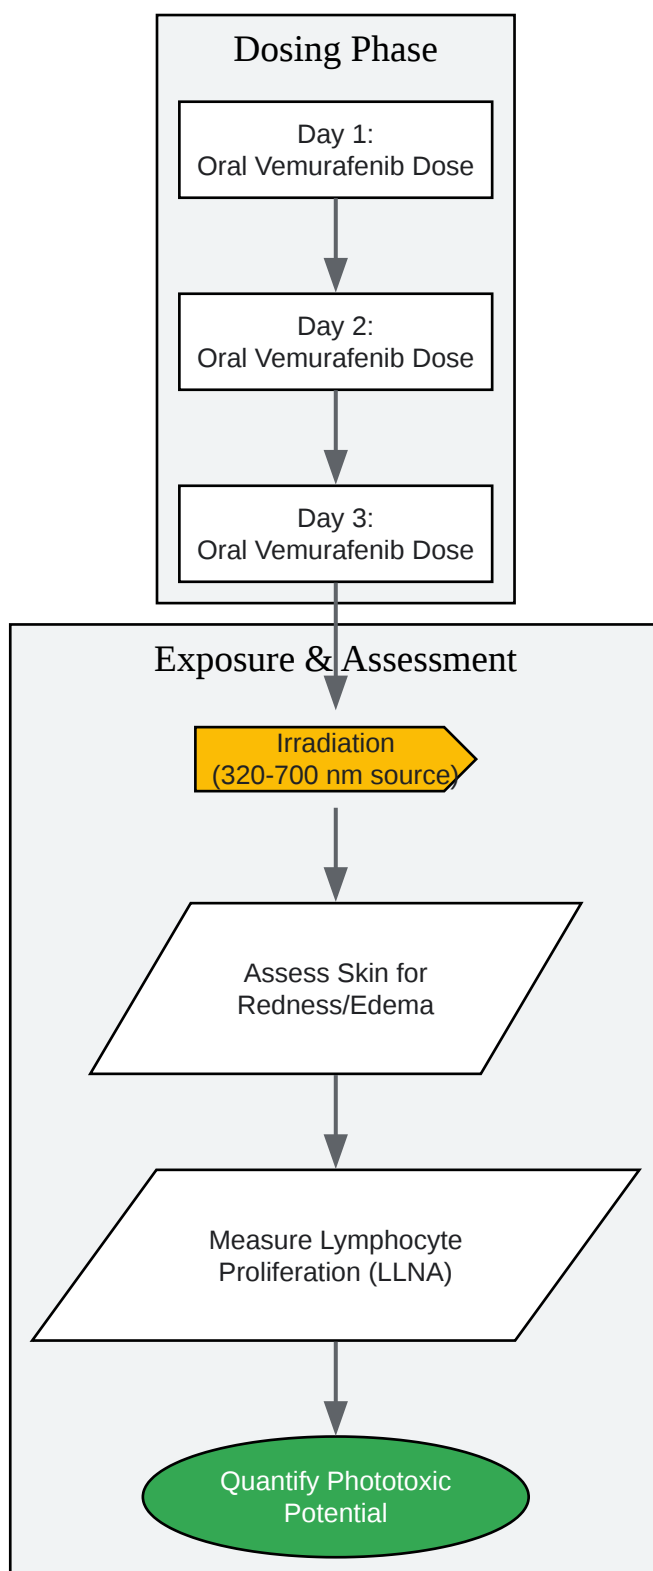 Dosing Phase
Day 1:
Oral Vemurafenib Dose
Day 2:
Oral Vemurafenib Dose
Day 3:
Oral Vemurafenib Dose
Exposure & Assessment
Irradiation
(320-700 nm source)
Assess Skin for
Redness/Edema
Measure Lymphocyte
Proliferation (LLNA)
Quantify Phototoxic
Potential